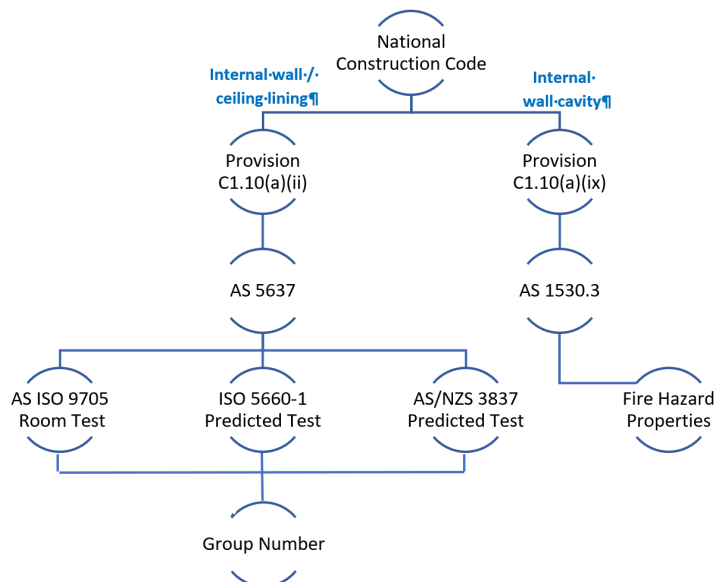 National
Construction Code
Internal·wall·/·
ceiling·lining¶
Internal·
wall·cavity¶
Provision
C1.10(a)(ii)
Provision
C1.10(a)(ix)
AS 5637
AS 1530.3
AS ISO 9705
Room Test
ISO 5660-1
Predicted Test
AS/NZS 3837
Predicted Test
Fire Hazard
Properties
Group Number